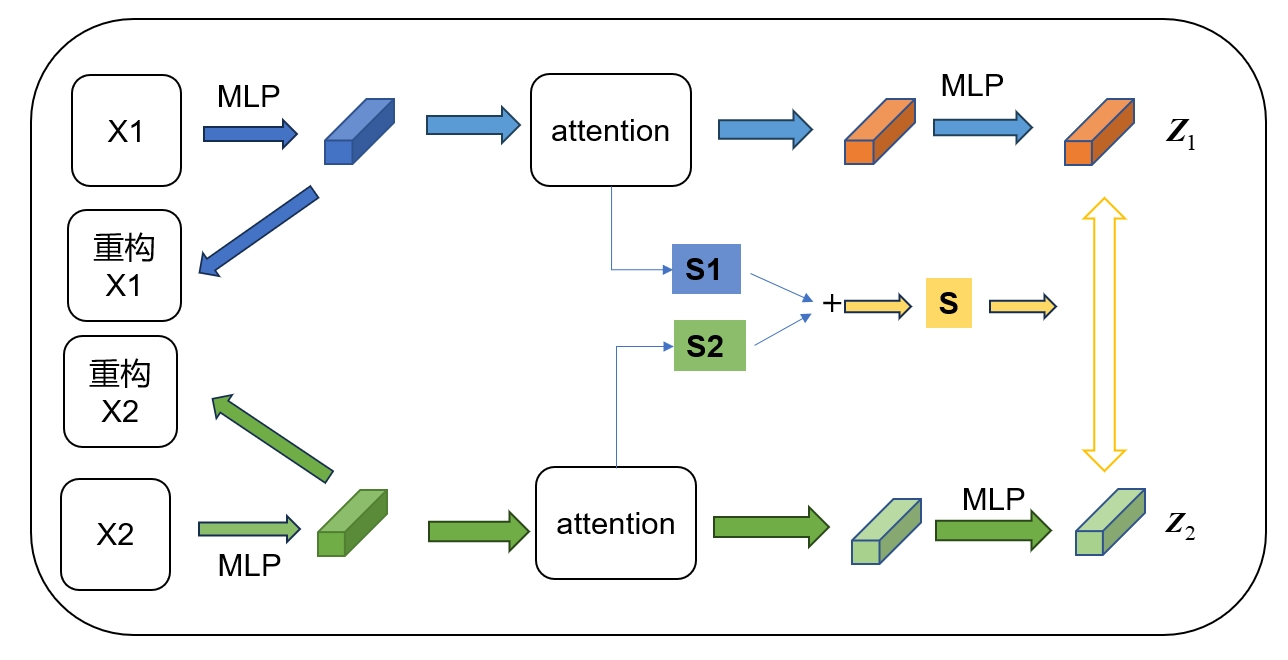 X1
MLP
attention
MLP
Z1
重构
X1
S1
+
S
S2
重构
X2
X2
MLP
attention
MLP
Z2